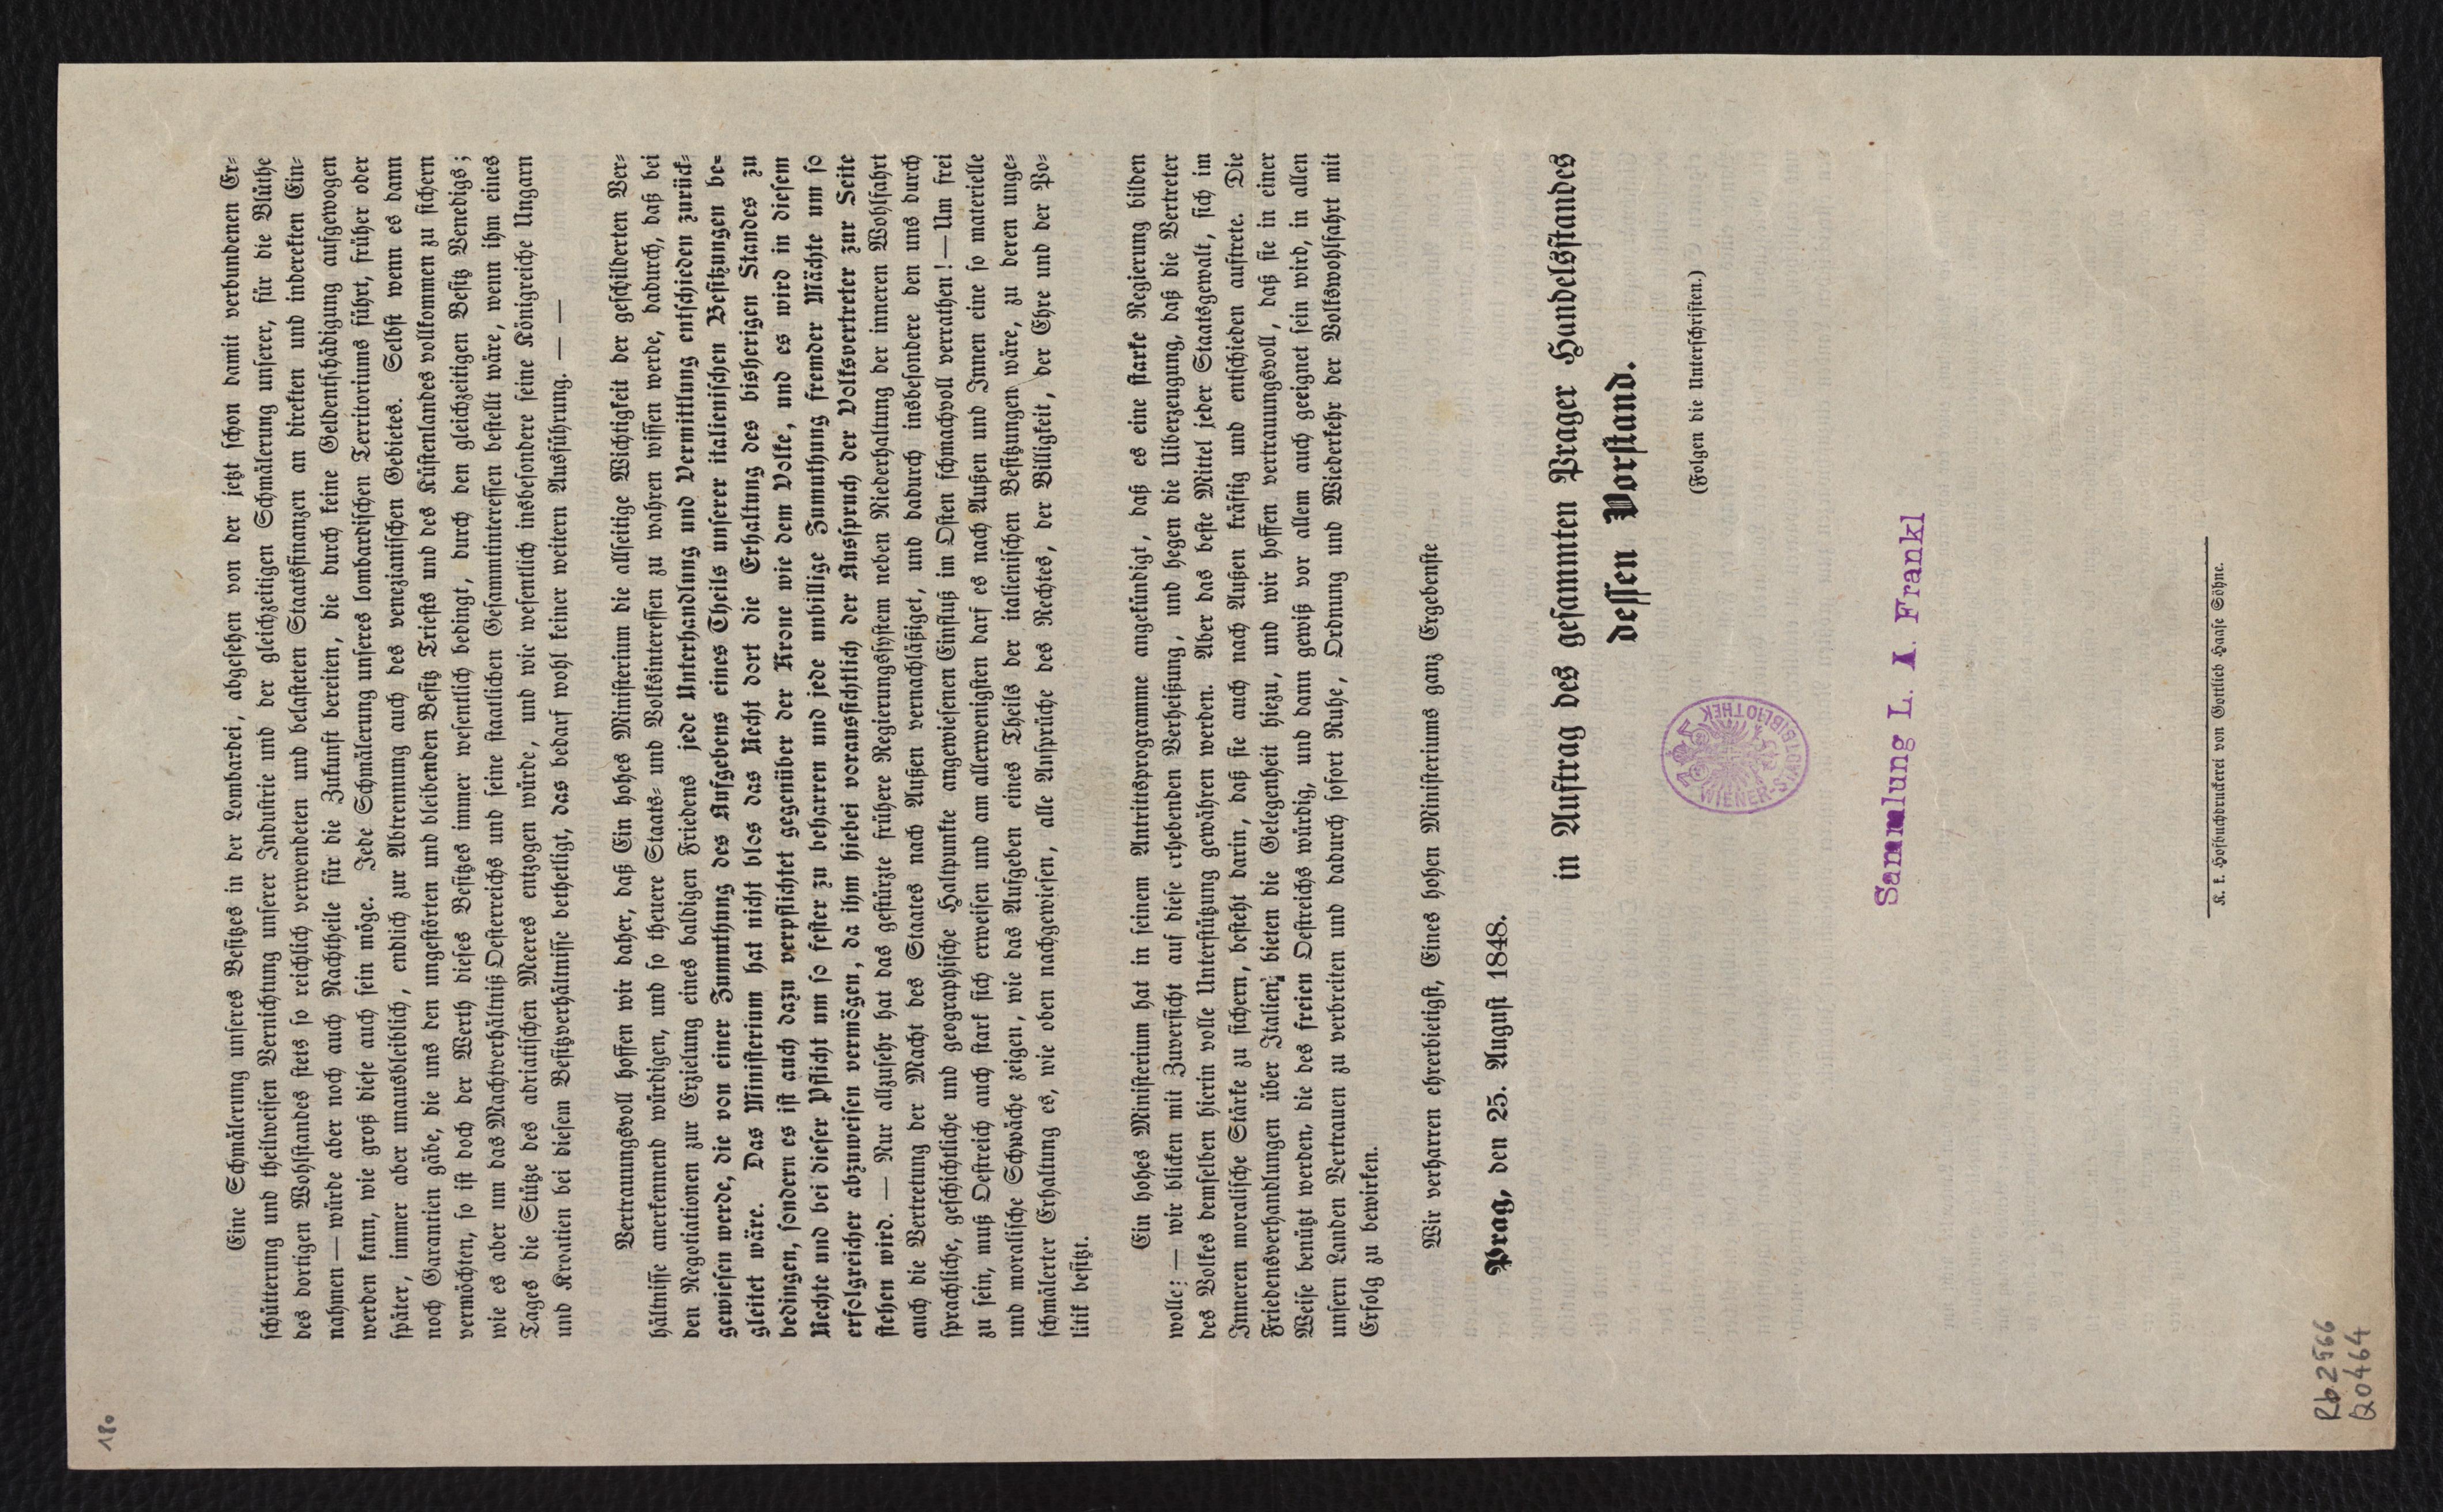 180
Eine Schmälerung unseres Besitzes in der Lombardei, abgesehen von der jetzt schon damit verbundenen Er-
schütterung und theilweisen Vernichtung unserer Industrie und der gleichzeitigen Schmälerung unserer, für die Blüthe
des dortigen Wohlstandes stets so reichlich verwendeten und belasteten Staatsfinanzen an direkten und inderekten Ein-
nahmen — würde aber noch auch Nachtheile für die Zukunft bereiten, die durch keine Geldentschädigung aufgewogen
werden kann, wie groß diese auch sein möge. Jede Schmälerung unseres lombardischen Territoriums führt, früher oder
später, immer aber unausbleiblich, endlich zur Abtrennung auch des venezianischen Gebietes. Selbst wenn es dann
noch Garantien gäbe, die uns den ungestörten und bleibenden Besitz Triests und des Küstenlandes vollkommen zu sichern
vermöchten, so ist doch der Werth dieses Besitzes immer wesentlich bedingt, durch den gleichzeitigen Besitz Venedigs;
wie es aber um das Machtverhältniß Oesterreichs und seine staatlichen Gesammtinteressen bestellt wäre, wenn ihm eines
Tages die Stütze des adriatischen Meeres entzogen würde, und wie wesentlich insbesondere seine Königreiche Ungarn
und Kroatien bei diesem Besitzverhältnisse betheiligt, das bedarf wohl keiner weitern Ausführung. — —
Vertrauungsvoll hoffen wir daher, daß Ein hohes Ministerium die allseitige Wichtigkeit der geschilderten Ver-
hältnisse anerkennend würdigen, und so theuere Staats- und Volksinteressen zu wahren wissen werde, dadurch, daß bei
den Negotiationen zur Erzielung eines baldigen Friedens jede Unterhandlung und Vermittlung entschieden zurück-
gewiesen werde, die von einer Zumuthung des Aufgebens eines Theils unserer italienischen Besitzungen be-
gleitet wäre. Das Ministerium hat nicht blos das Recht dort die Erhaltung des bisherigen Standes zu
bedingen, sondern es ist auch dazu verpflichtet gegenüber der Krone wie dem Volke, und es wird in diesem
Rechte und bei dieser Pflicht um so fester zu beharren und jede unbillige Zumuthung fremder Mächte um so
erfolgreicher abzuweisen vermögen, da ihm hiebei voraussichtlich der Ausspruch der Volksvertreter zur Seite
stehen wird. — Nur allzusehr hat das gestürzte frühere Regierungssystem neben Niederhaltung der inneren Wohlfahrt
auch die Vertretung der Macht des Staates nach Außen vernachläßiget, und dadurch insbesondere den uns durch
sprachliche, geschichtliche und geographische Haltpunkte angewiesenen Einfluß im Osten schmachvoll verrathen! — Um frei
zu sein, muß Oestreich auch stark sich erweisen und am allerwenigsten darf es nach Außen und Innen eine so materielle
und moralische Schwäche zeigen, wie das Aufgeben eines Theils der italienischen Besitzungen wäre, zu deren unge-
schmälerter Erhaltung es, wie oben nachgewiesen, alle Ansprüche des Rechtes, der Billigkeit, der Ehre und der Po-
litik besitzt.
Ein hohes Ministerium hat in seinem Antrittsprogramme angekündigt, daß es eine starke Regierung bilden
wolle: — wir blicken mit Zuversicht auf diese erhebenden Verheißung, und hegen die Uiberzeugung, daß die Vertreter
des Volkes demselben hierin volle Unterstützung gewähren werden. Aber das beste Mittel jeder Staatsgewalt, sich im
Inneren moralische Stärke zu sichern, besteht darin, daß sie auch nach Außen kräftig und entschieden auftrete. Die
Friedensverhandlungen über Italien; bieten die Gelegenheit hiezu, und wir hoffen vertrauungsvoll, daß sie in einer
Weise benützt werden, die des freien Oestreichs würdig, und dann gewiß vor allem auch geeignet sein wird, in allen
unsern Landen Vertrauen zu verbreiten und dadurch sofort Ruhe, Ordnung und Wiederkehr der Volkswohlfahrt mit
Erfolg zu bewirken.
Wir verharren ehrerbietigst, Eines hohen Ministeriums ganz Ergebenste
Prag, den 25. August 1848.
in Auftrag des gesammten Prager Handelsstandes
dessen Vorstand.
(Folgen die Unterschriften.)
WIENER-STADTBIBLIOTHEK
Sammlung L. A. Frankl
K. k. Hofbuchdruckerei von Gottlieb Haase Söhne.
Rb 2566
Q0464